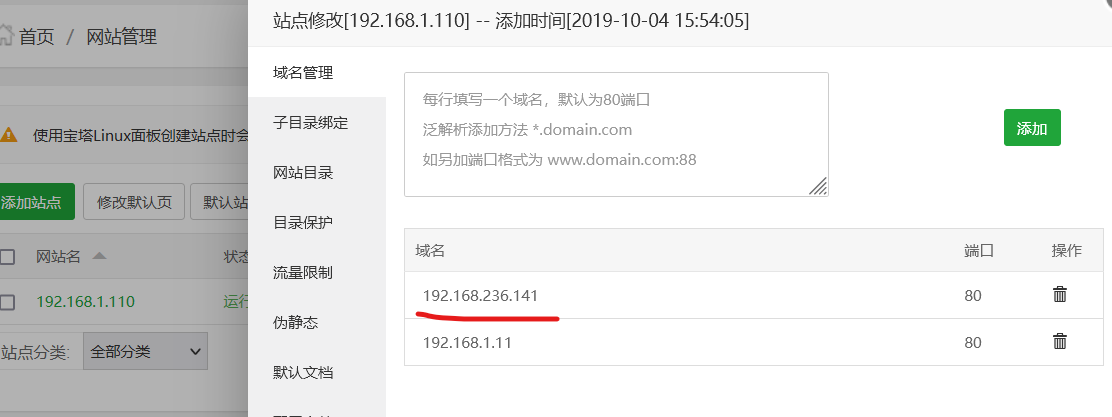 首页 / 网站管理
使用宝塔Linux面板创建站点时会
添加站点 修改默认页 默认站
网站名 状态
192.168.1.110 运行
站点分类: 全部分类
站点修改[192.168.1.110] -- 添加时间[2019-10-04 15:54:05]
域名管理
子目录绑定
网站目录
目录保护
流量限制
伪静态
默认文档
每行填写一个域名，默认为80端口
泛解析添加方法 *.domain.com
如另加端口格式为 www.domain.com:88
添加
域名 端口 操作
192.168.236.141 80
192.168.1.11 80